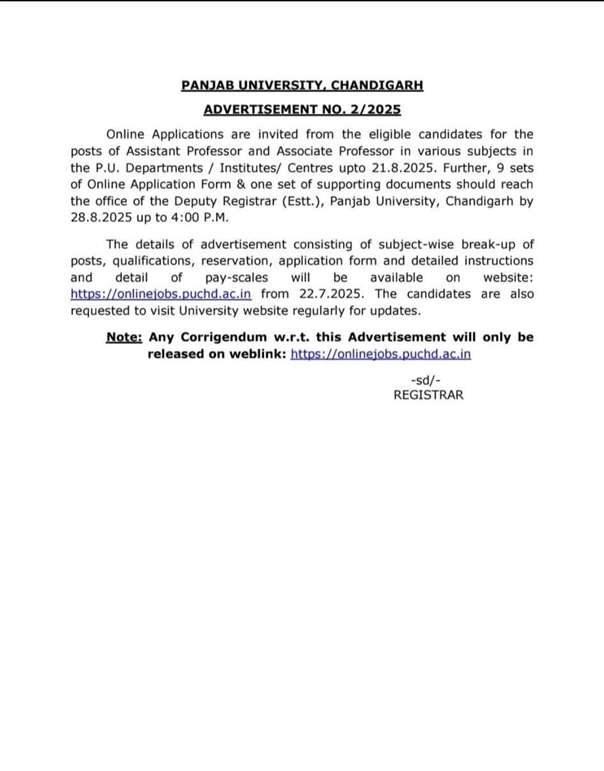 PANJAB UNIVERSITY, CHANDIGARH
ADVERTISEMENT NO. 2/2025
Online Applications are invited from the eligible candidates for the
posts of Assistant Professor and Associate Professor in various subjects in
the P.U. Departments / Institutes/ Centres upto 21.8.2025. Further, 9 sets
of Online Application Form & one set of supporting documents should reach
the office of the Deputy Registrar (Estt.), Panjab University, Chandigarh by
28.8.2025 up to 4:00 P.M.
The details of advertisement consisting of subject-wise break-up of
posts, qualifications, reservation, application form and detailed instructions
and detail of pay-scales will be available on website:
https://onlinejobs.puchd.ac.in from 22.7.2025. The candidates are also
requested to visit University website regularly for updates.
Note: Any Corrigendum w.r.t. this Advertisement will only be
released on weblink: https://onlinejobs.puchd.ac.in
-sd/-
REGISTRAR